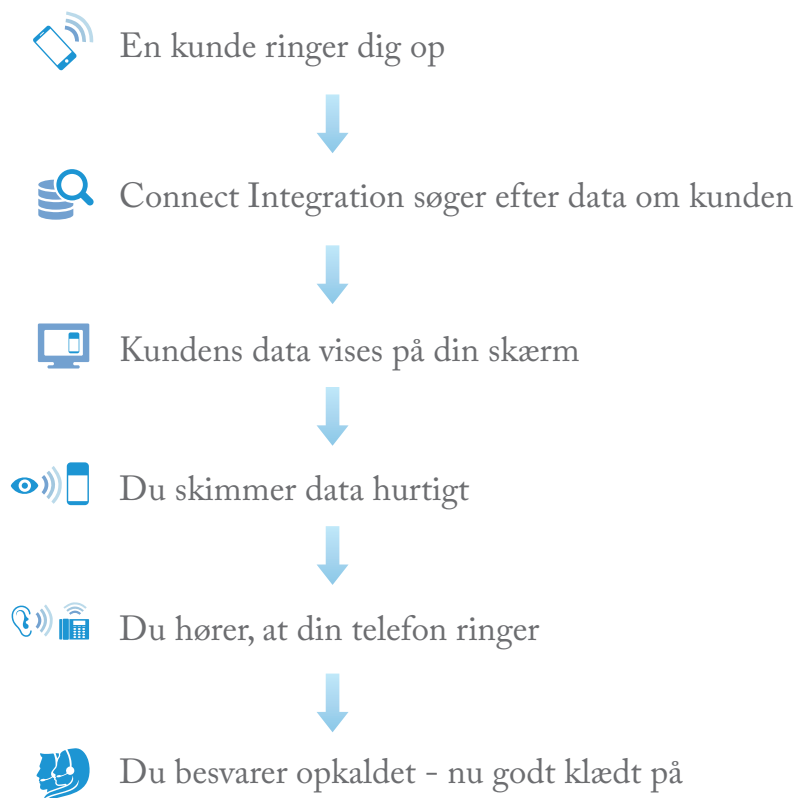 En kunde ringer dig op
Connect Integration søger efter data om kunden
Kundens data vises på din skærm
Du skimmer data hurtigt
Du hører, at din telefon ringer
Du besvarer opkaldet - nu godt klædt på